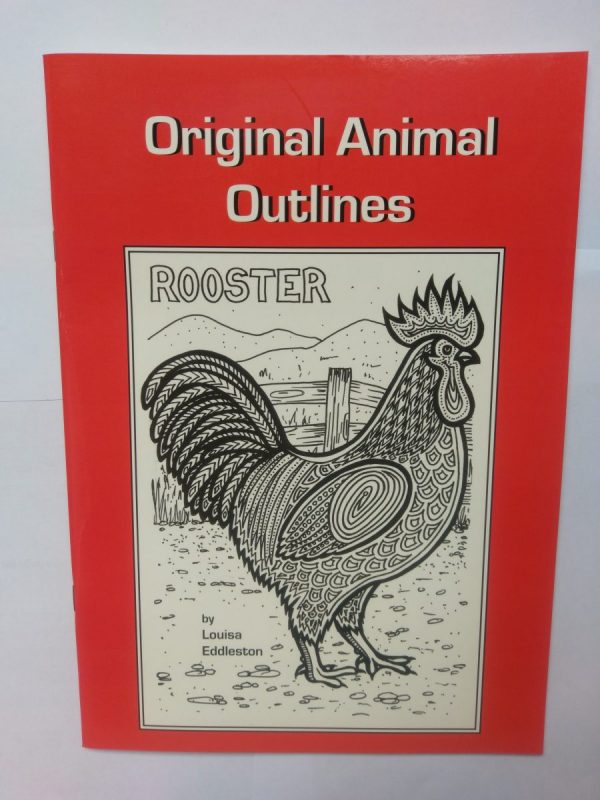 Original Animal
Outlines
ROOSTER
by
Louisa
Eddleston